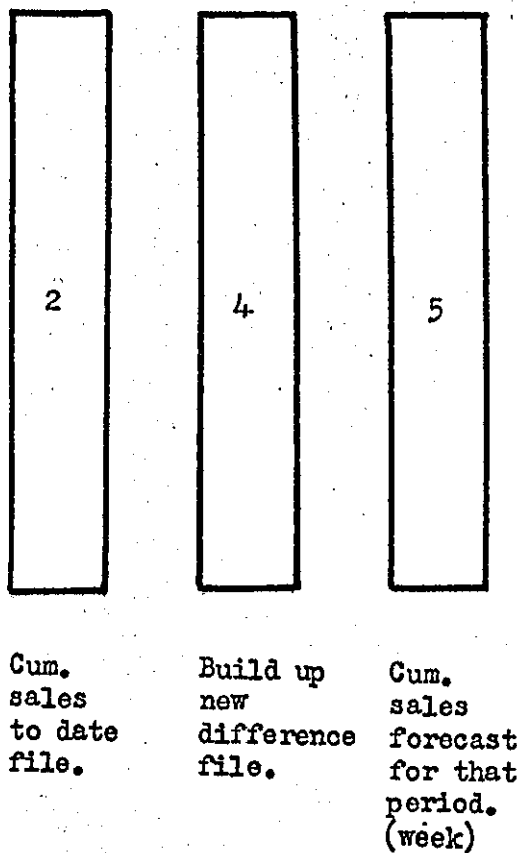 2
4
5
Cum.
sales
to date
file.
Build up
new
difference
file.
Cum.
sales
forecast
for that
period.
(week)